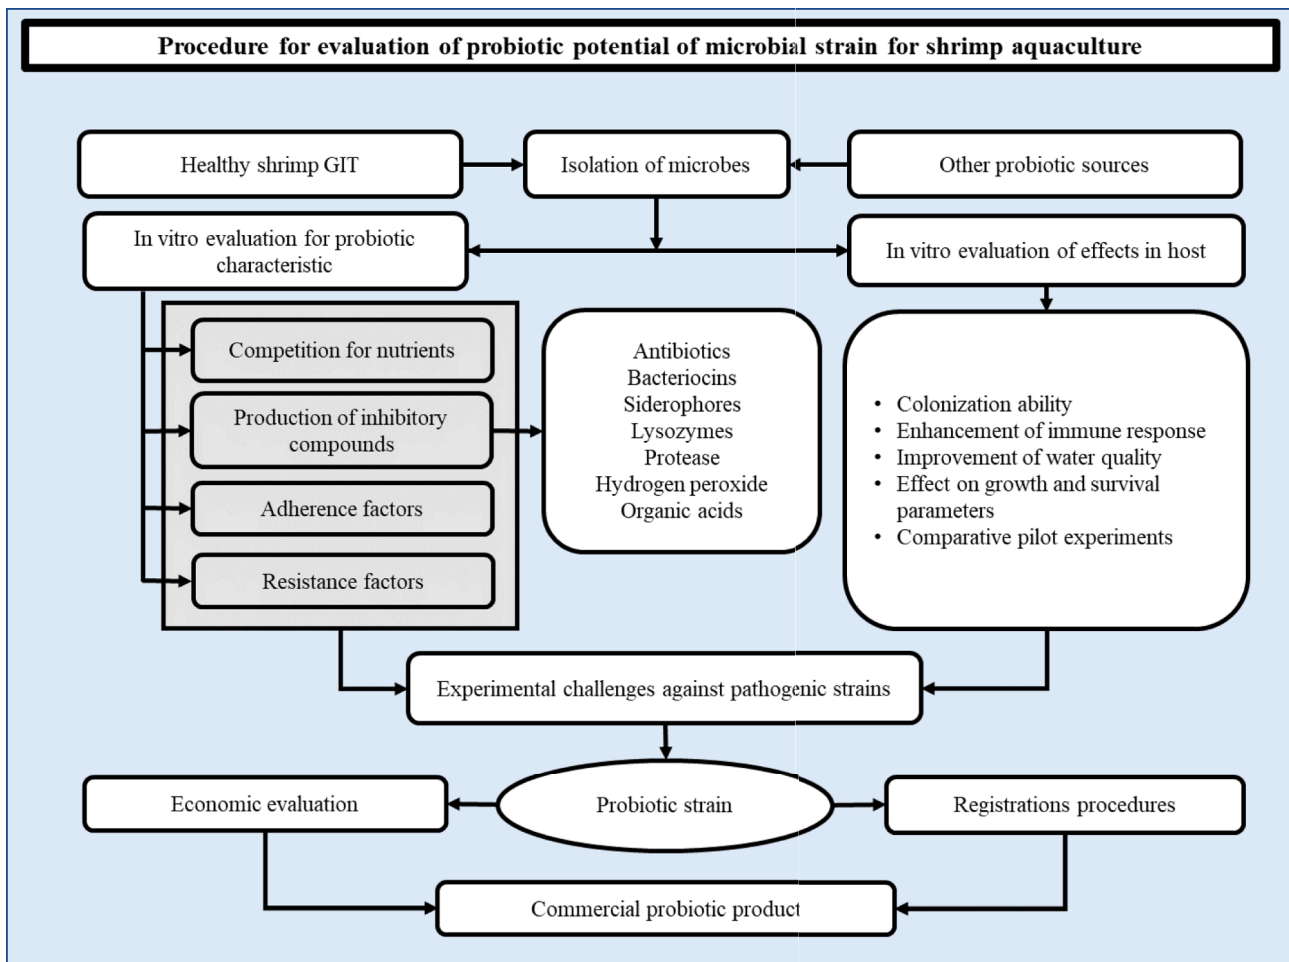 Procedure for evaluation of probiotic potential of microbial strain for shrimp aquaculture
Healthy shrimp GIT
Isolation of microbes
Other probiotic sources
In vitro evaluation for probiotic
characteristic
In vitro evaluation of effects in host
Competition for nutrients
Production of inhibitory
compounds
Adherence factors
Resistance factors
Antibiotics
Bacteriocins
Siderophores
Lysozymes
Protease
Hydrogen peroxide
Organic acids
• Colonization ability
• Enhancement of immune response
• Improvement of water quality
• Effect on growth and survival
parameters
• Comparative pilot experiments
Experimental challenges against pathogenic strains
Economic evaluation
Probiotic strain
Registrations procedures
Commercial probiotic product